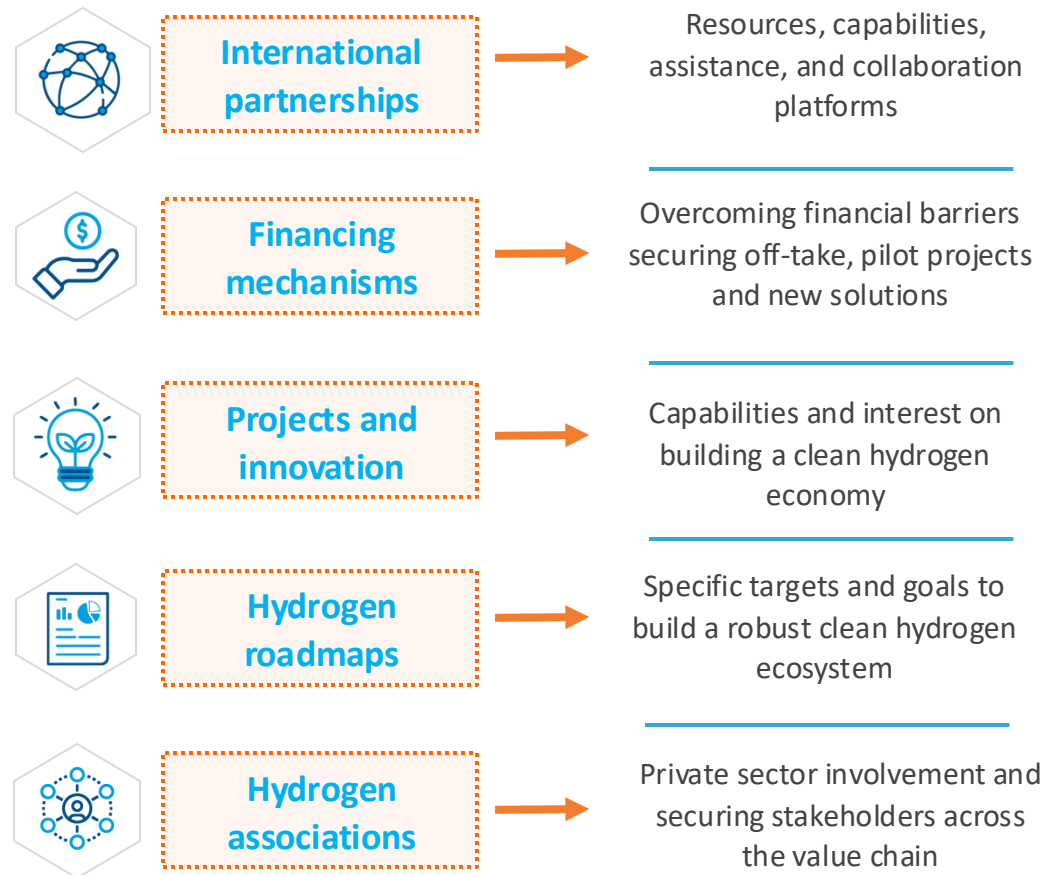 International
partnerships
Resources, capabilities,
assistance, and collaboration
platforms
$
Financing
mechanisms
Overcoming financial barriers
securing off-take, pilot projects
and new solutions
Projects and
innovation
Capabilities and interest on
building a clean hydrogen
economy
Hydrogen
roadmaps
Specific targets and goals to
build a robust clean hydrogen
ecosystem
Hydrogen
associations
Private sector involvement and
securing stakeholders across
the value chain